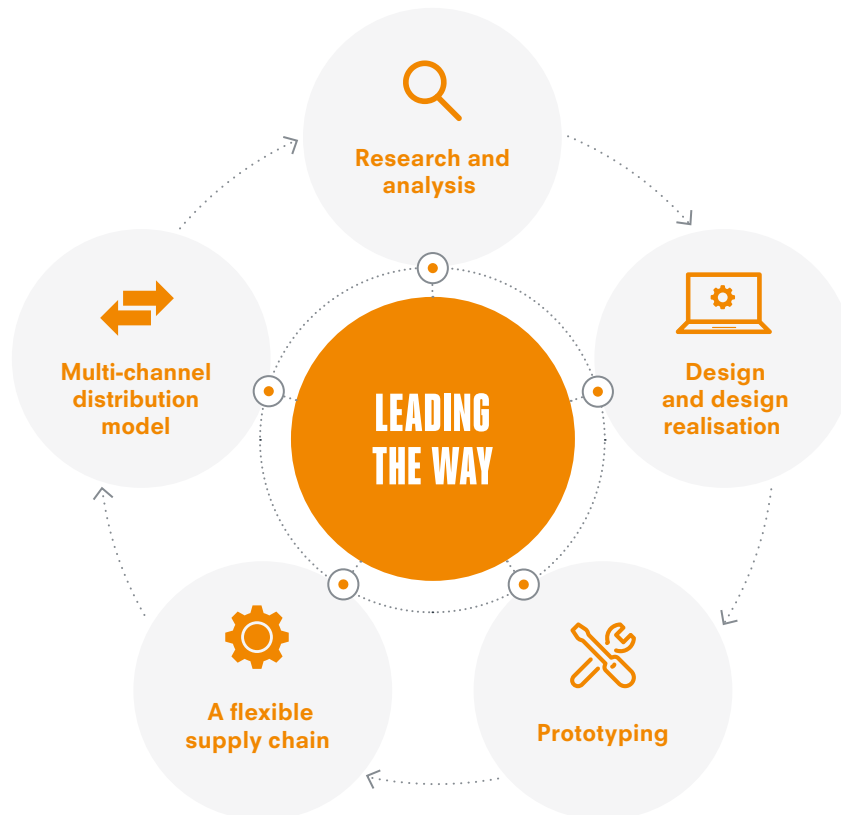 Research and
analysis
Design
and design
realisation
Prototyping
A flexible
supply chain
Multi-channel
distribution
model
LEADING
THE WAY